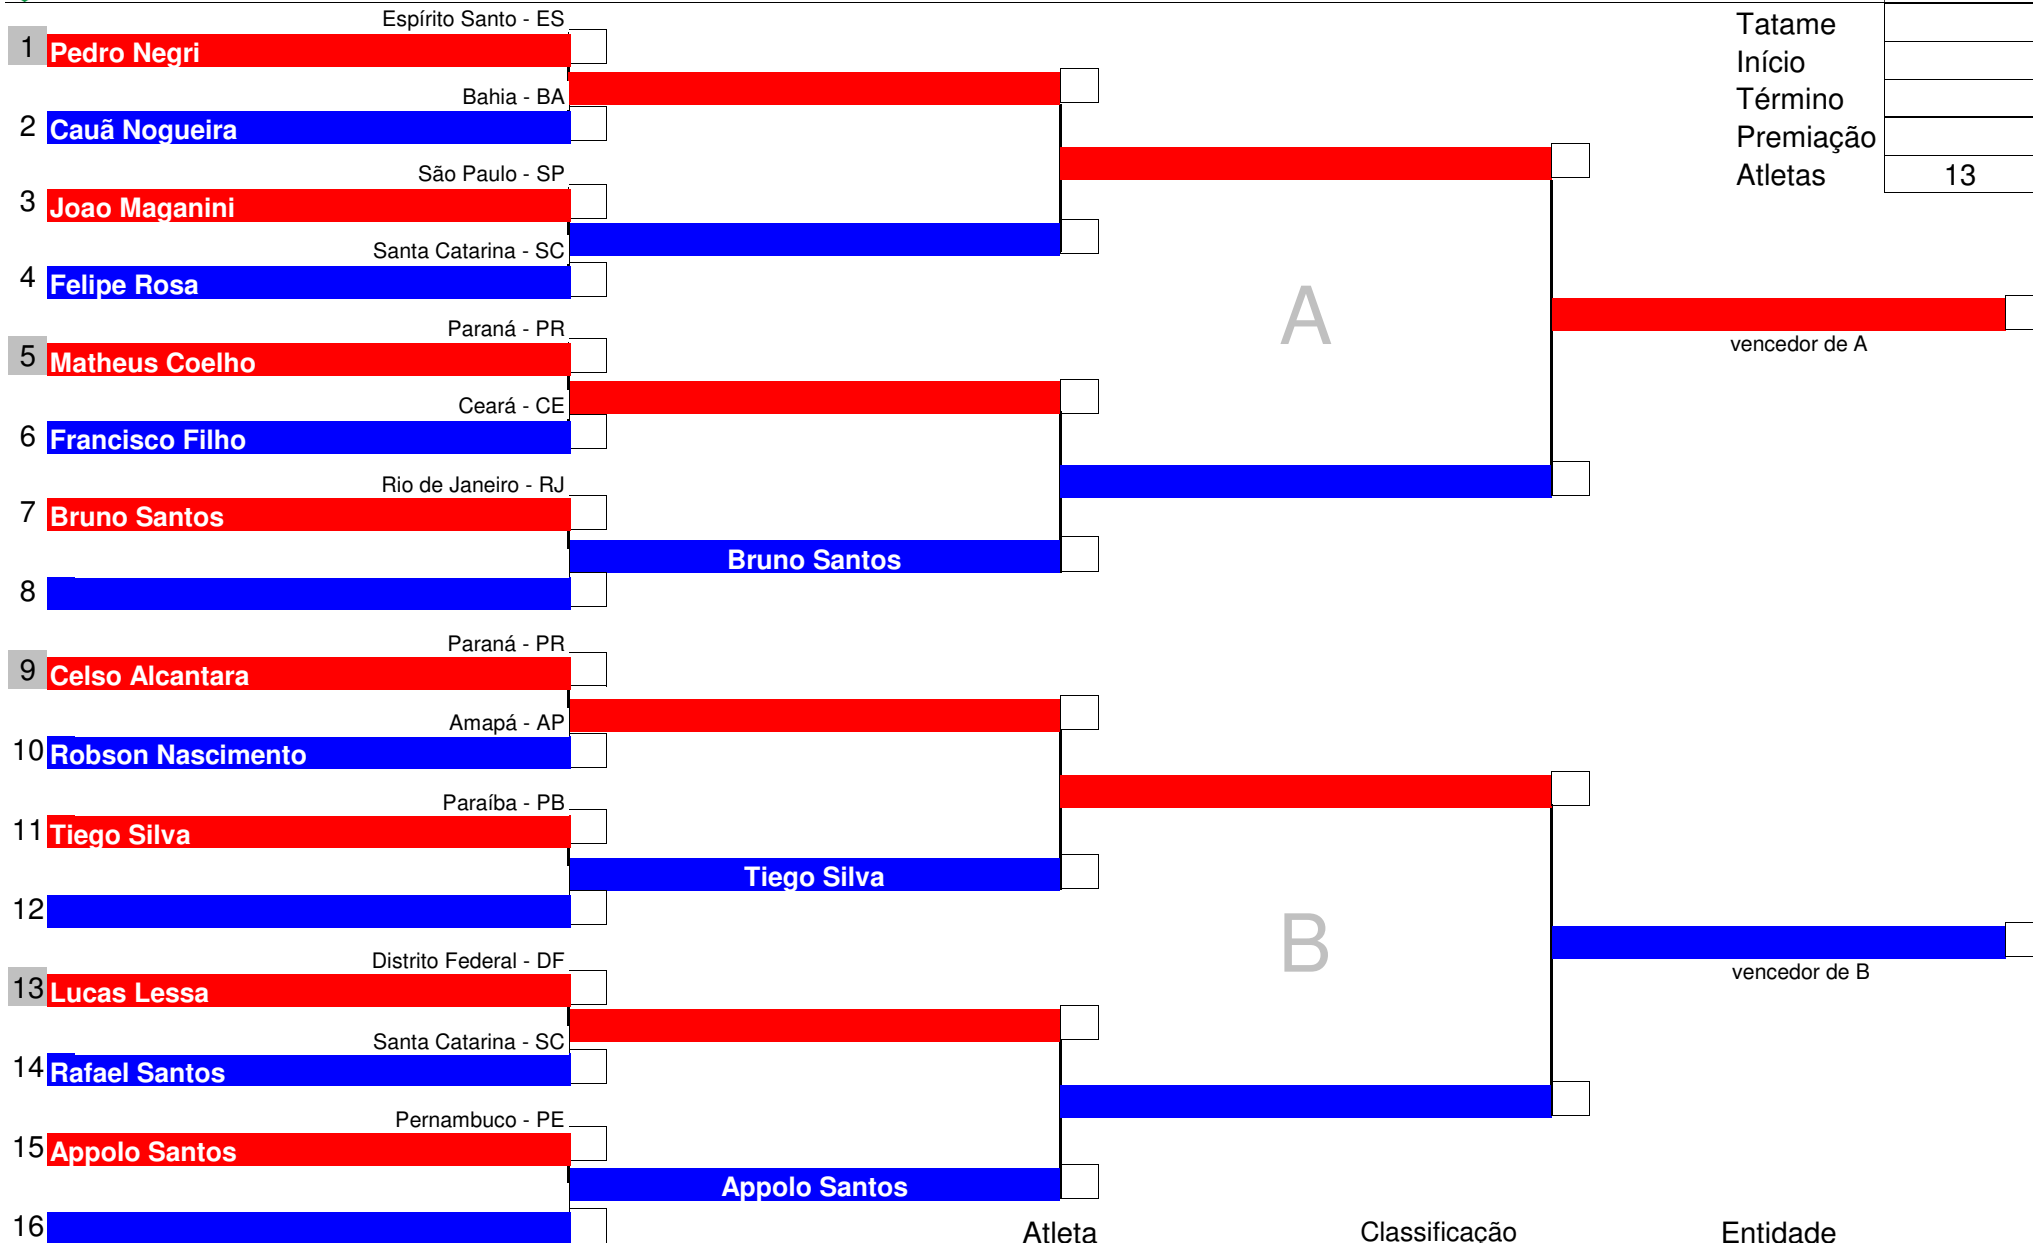 Espírito Santo - ES
1 Pedro Negri
Bahia - BA
2 Cauã Nogueira
São Paulo - SP
3 Joao Maganini
Santa Catarina - SC
4 Felipe Rosa
Paraná - PR
5 Matheus Coelho
Ceará - CE
6 Francisco Filho
Rio de Janeiro - RJ
7 Bruno Santos
Bruno Santos
8
Paraná - PR
9 Celso Alcantara
Amapá - AP
10 Robson Nascimento
Paraíba - PB
11 Tiego Silva
Tiego Silva
12
Distrito Federal - DF
13 Lucas Lessa
Santa Catarina - SC
14 Rafael Santos
Pernambuco - PE
15 Appolo Santos
Appolo Santos
16
A
B
Tatame
Início
Término
Premiação
Atletas 13
vencedor de A
vencedor de B
Atleta Classificação Entidade